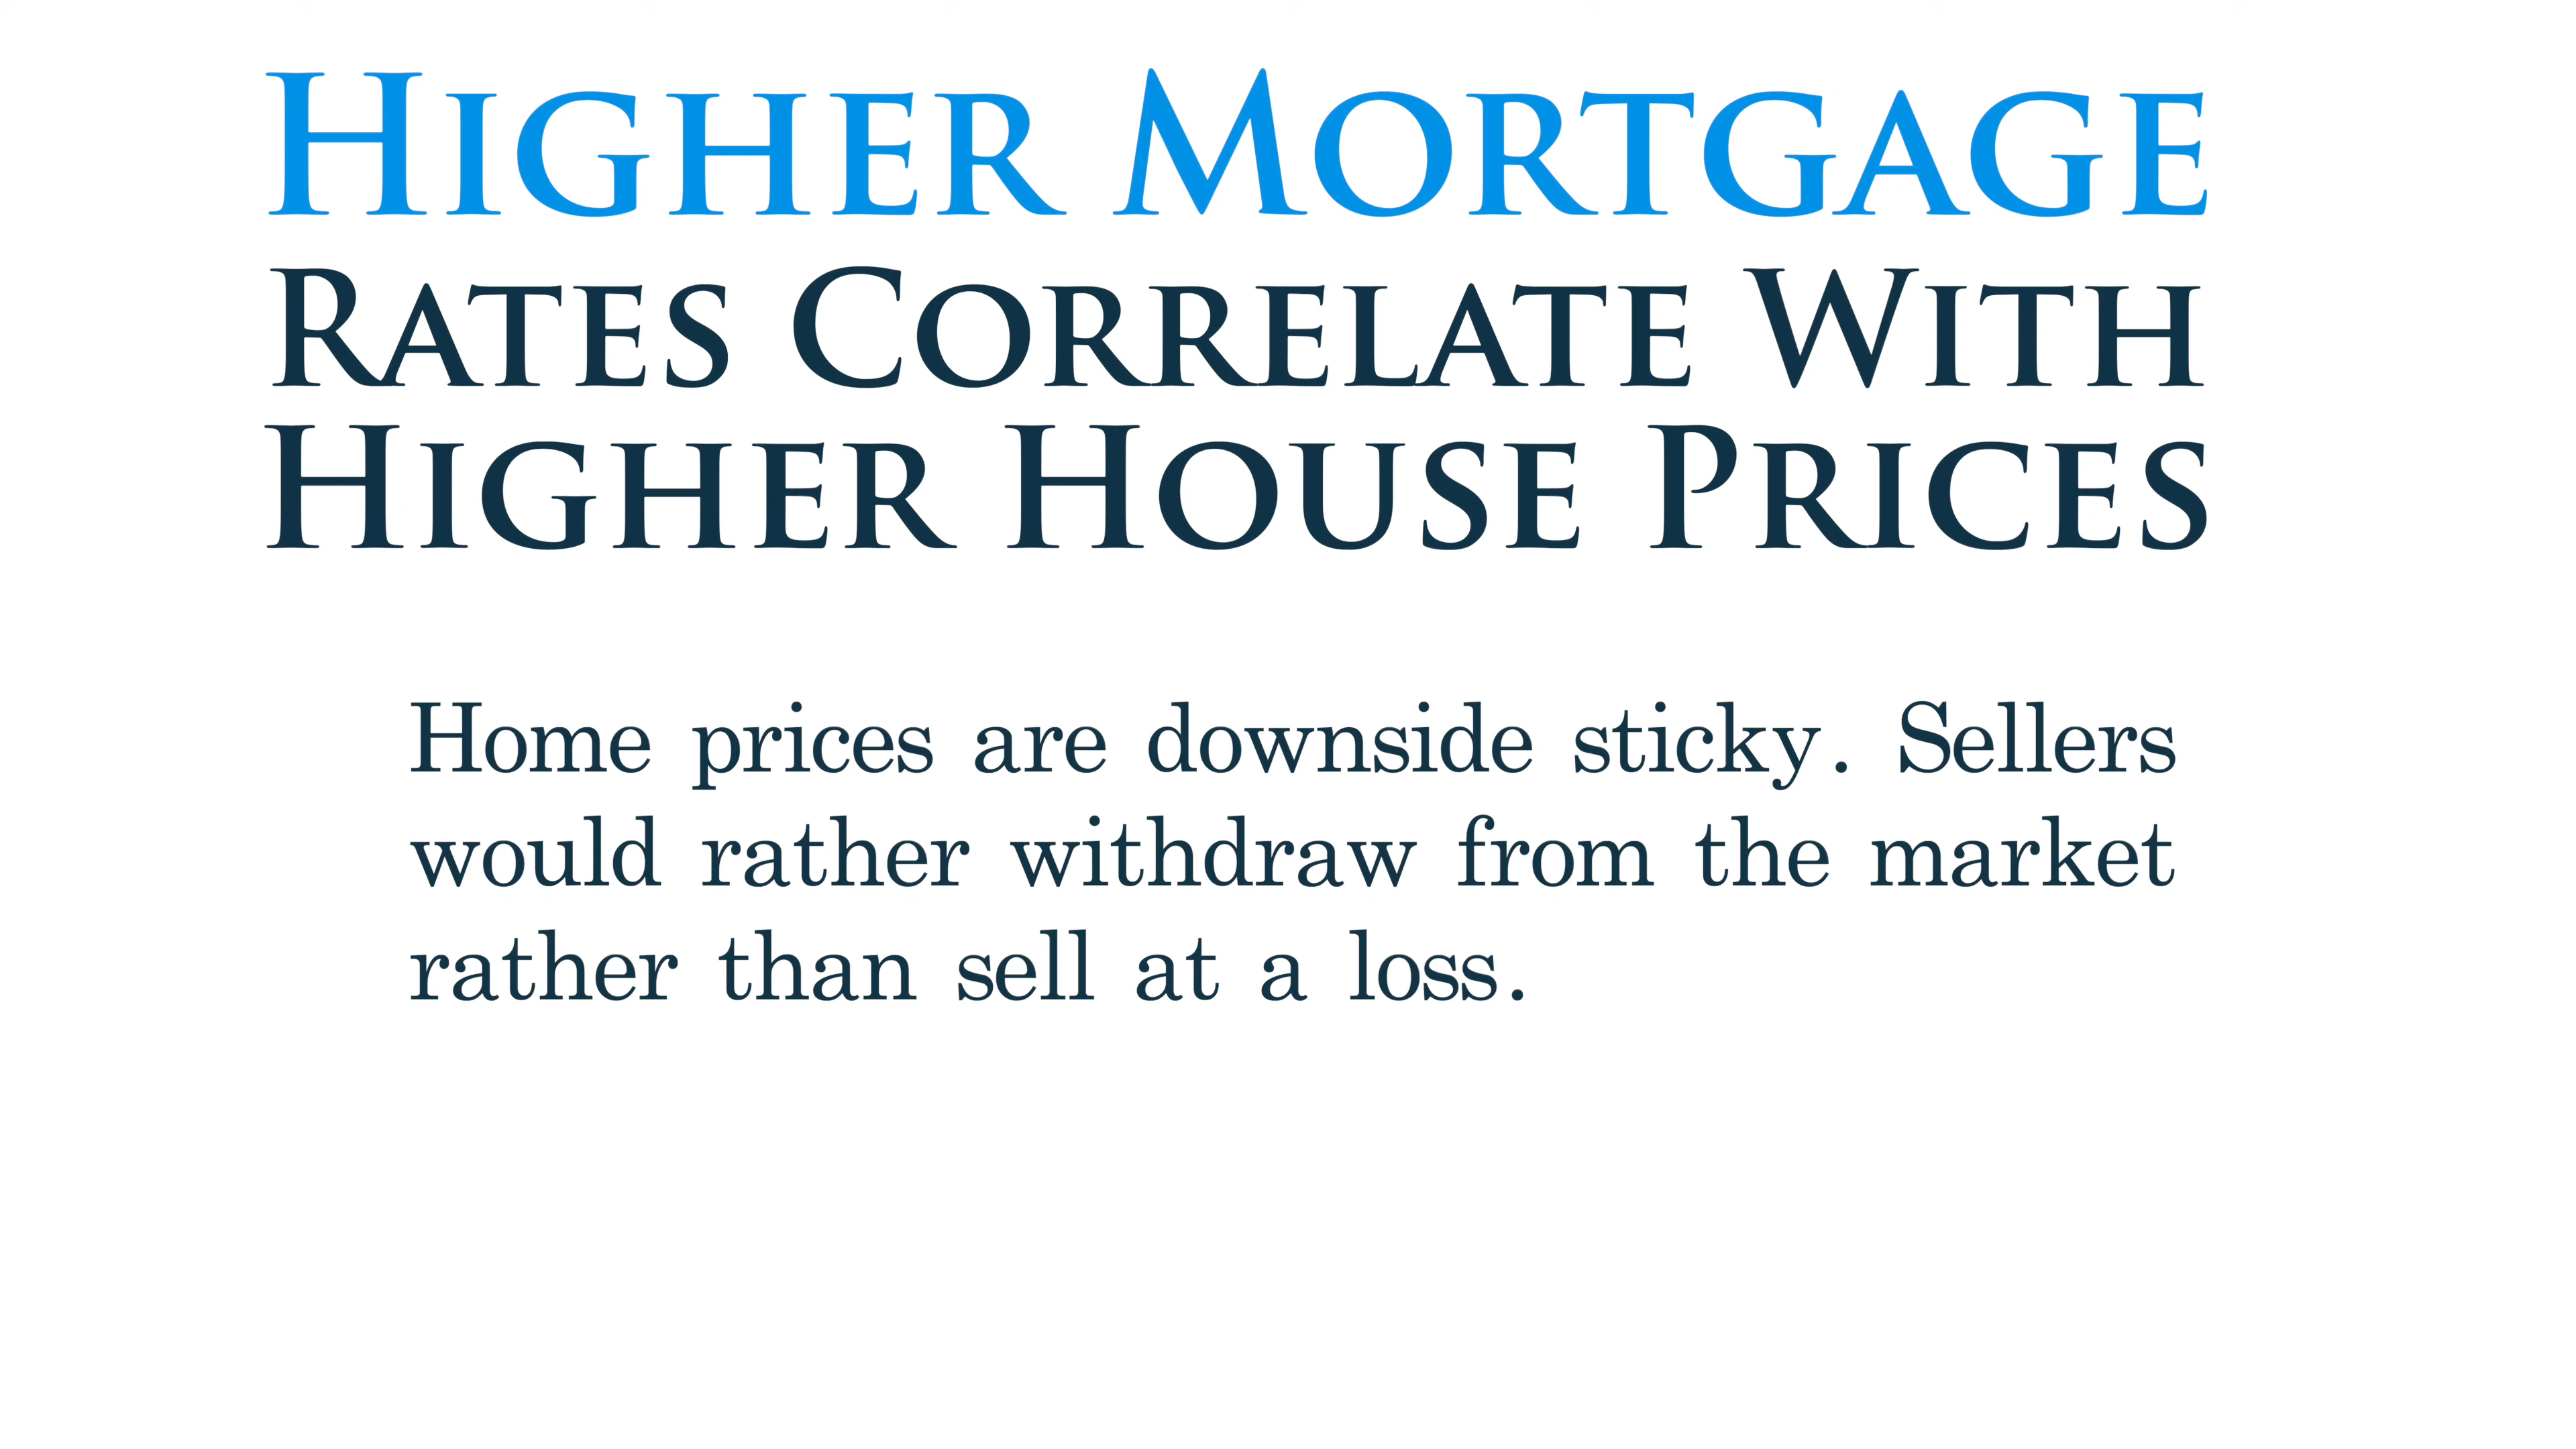 Higher Mortgage
Rates Correlate With
Higher House Prices
Home prices are downside sticky. Sellers
would rather withdraw from the market
rather than sell at a loss.